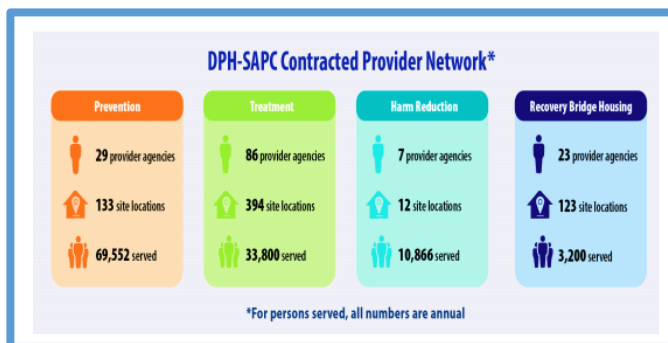 DPH-SAPC Contracted Provider Network*
Prevention
29 provider agencies
133 site locations
69,552 served
Treatment
86 provider agencies
394 site locations
33,800 served
Harm Reduction
7 provider agencies
12 site locations
10,866 served
Recovery Bridge Housing
23 provider agencies
123 site locations
3,200 served
*For persons served, all numbers are annual